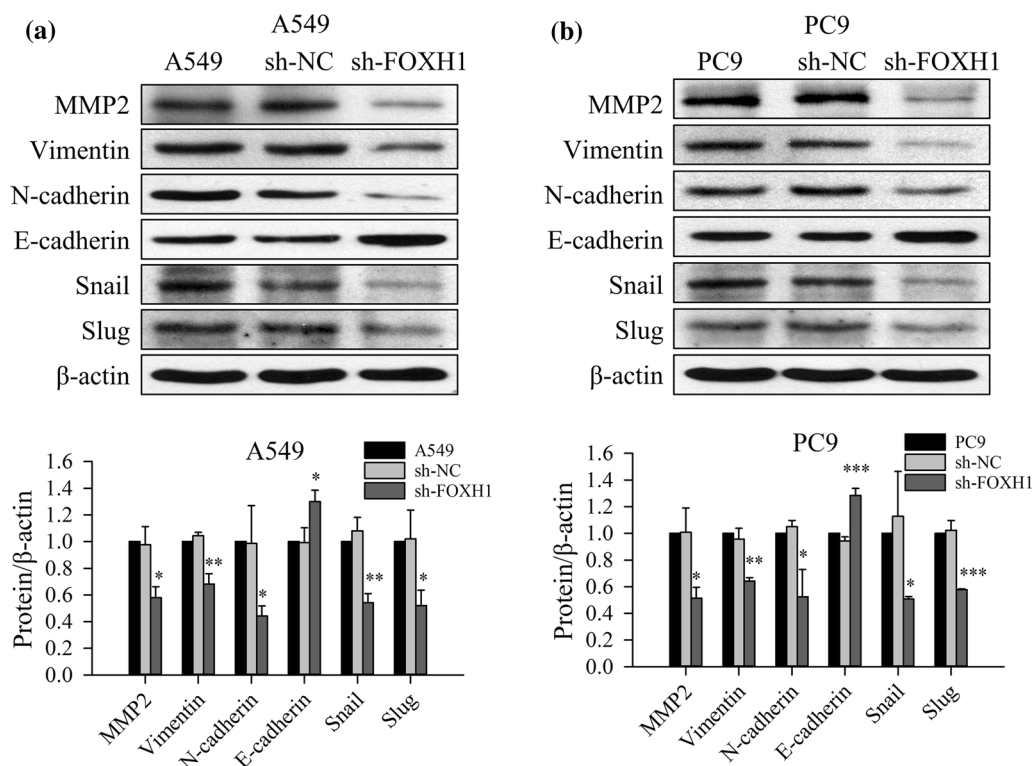 (a)
A549
A549 sh-NC sh-FOXH1
MMP2
Vimentin
N-cadherin
E-cadherin
Snail
Slug
β-actin
A549
A549
sh-NC
sh-FOXH1
Protein/β-actin
1.6
1.4
1.2
1.0
0.8
0.6
0.4
0.2
0.0
* ** * * ** *
MMP2 Vimentin N-cadherin E-cadherin Snail Slug
(b)
PC9
PC9 sh-NC sh-FOXH1
MMP2
Vimentin
N-cadherin
E-cadherin
Snail
Slug
β-actin
PC9
PC9
sh-NC
sh-FOXH1
Protein/β-actin
1.6
1.4
1.2
1.0
0.8
0.6
0.4
0.2
0.0
* ** * *** * ***
MMP2 Vimentin N-cadherin E-cadherin Snail Slug